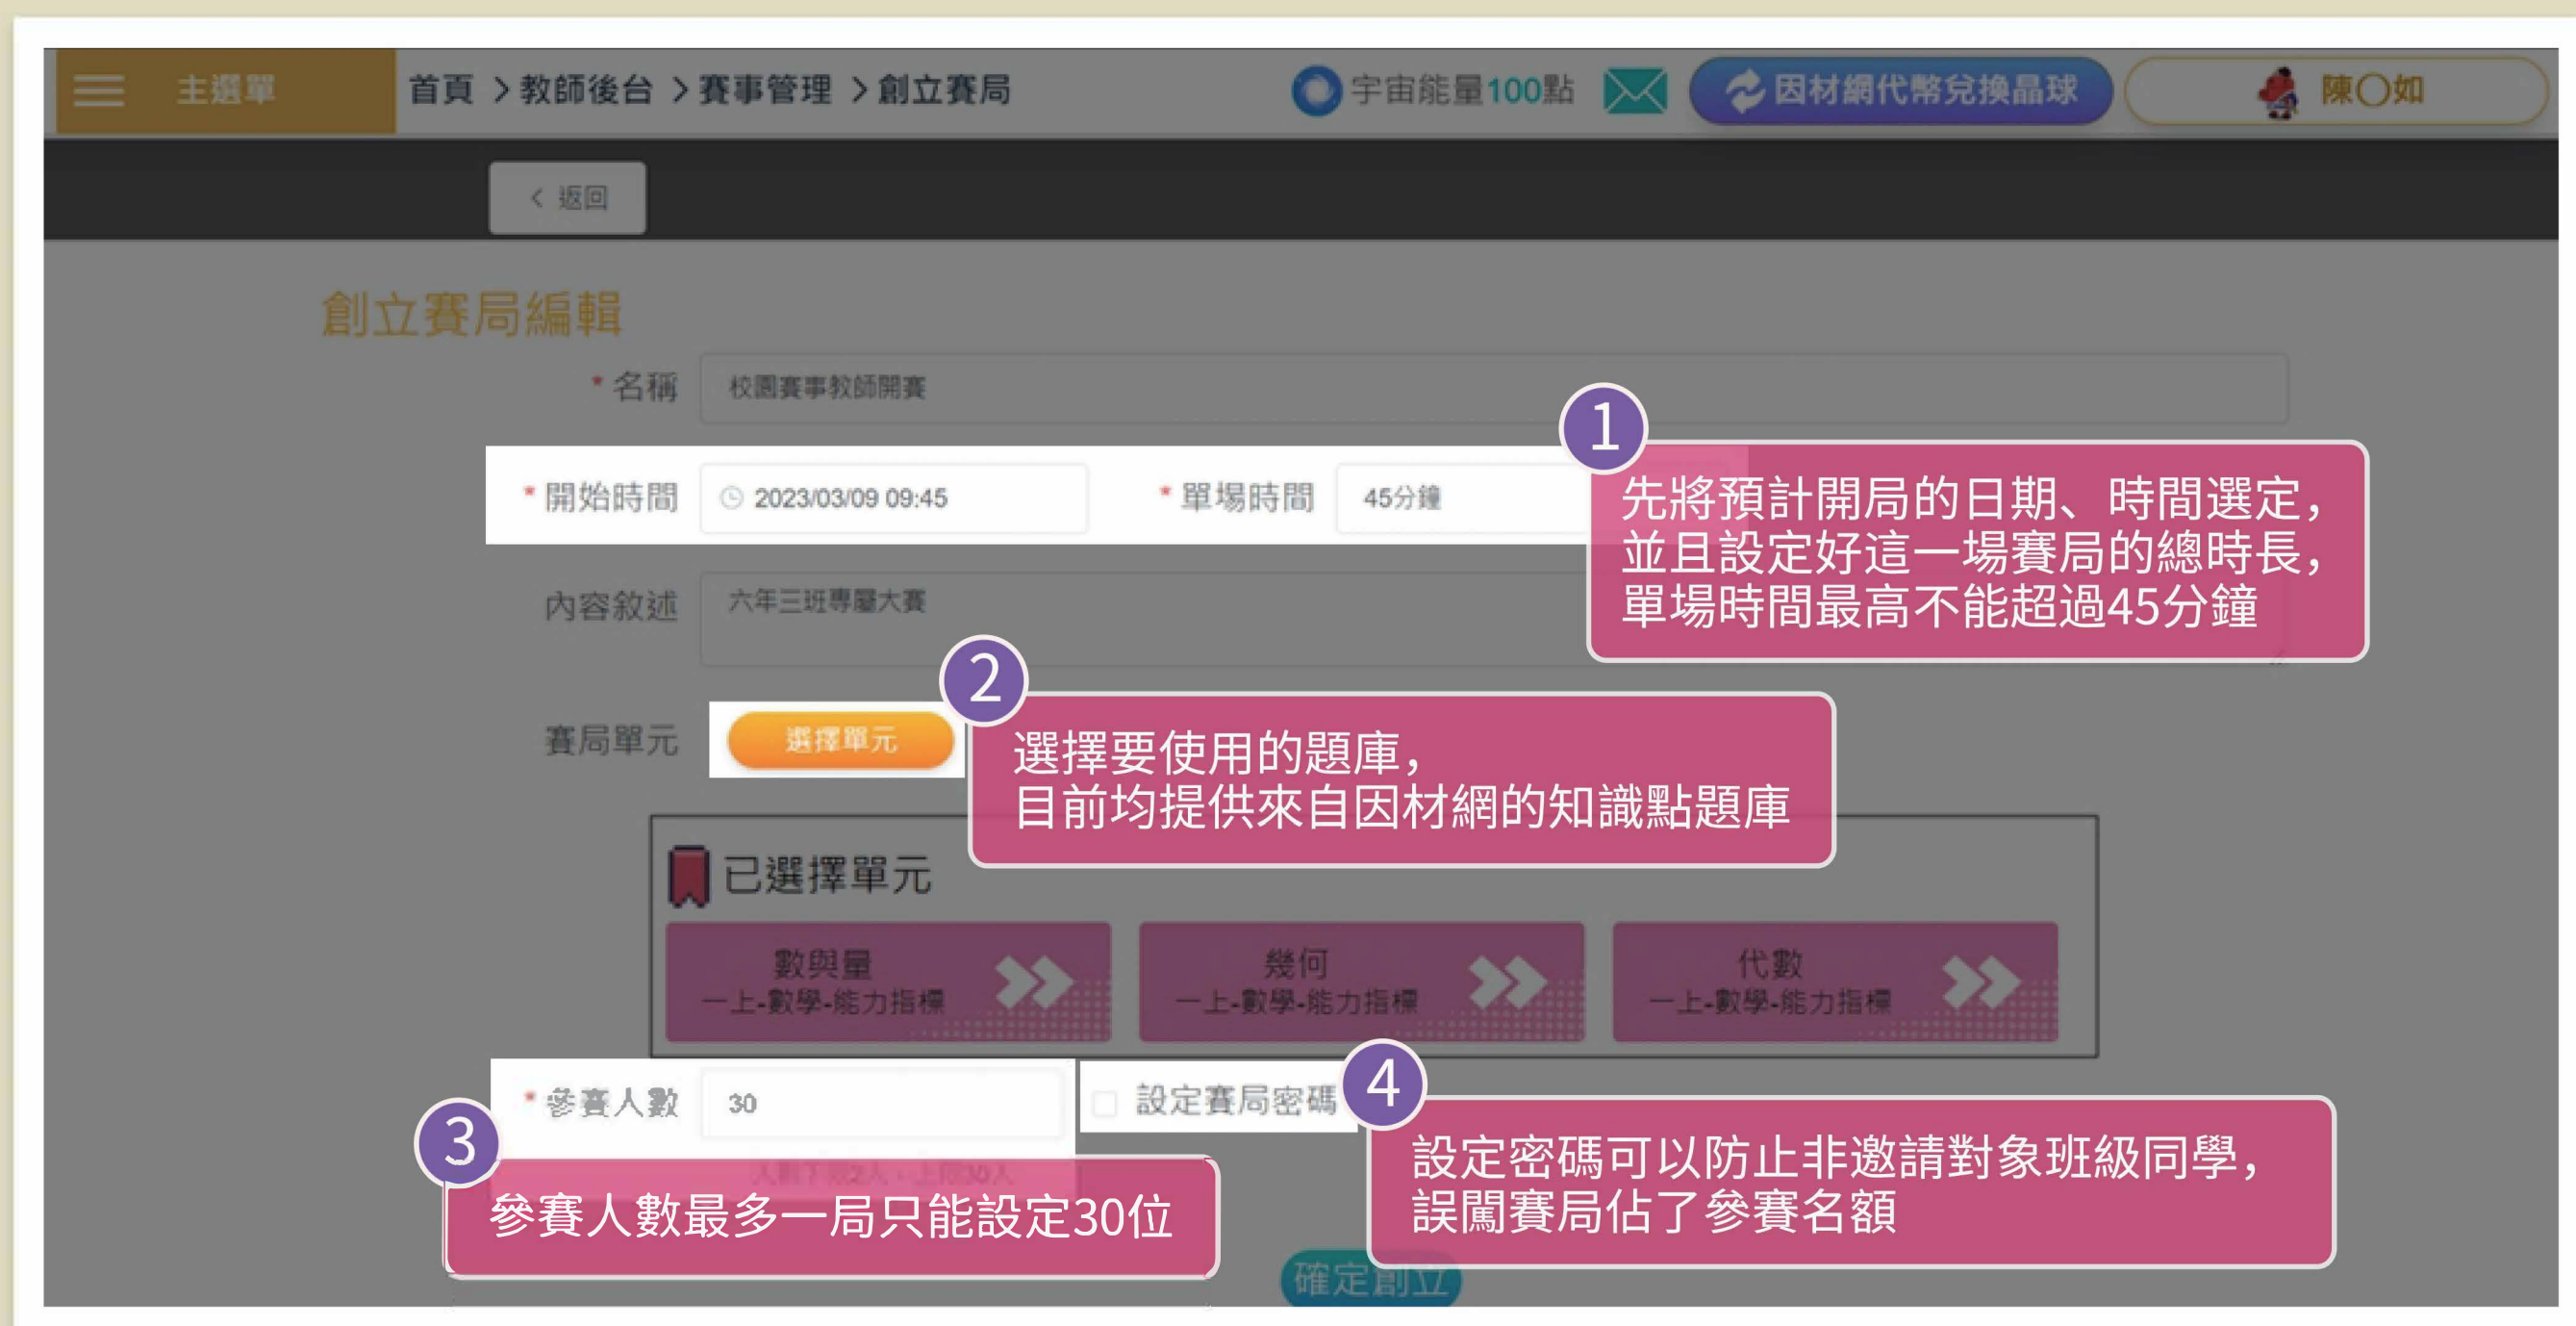 主選單
首頁 > 教師後台 > 賽事管理 > 創立賽局
宇宙能量100點
因材網代幣兌換晶球
陳○如
< 返回
創立賽局編輯
* 名稱 校園賽事教師開賽
1
* 開始時間 2023/03/09 09:45 * 單場時間 45分鐘
先將預計開局的日期、時間選定，
並且設定好這一場賽局的總時長，
單場時間最高不能超過45分鐘
內容敘述 六年三班專屬大賽
2
賽局單元 選擇單元
選擇要使用的題庫，
目前均提供來自因材網的知識點題庫
已選擇單元
數與量
一上-數學-能力指標
幾何
一上-數學-能力指標
代數
一上-數學-能力指標
* 參賽人數 30
設定賽局密碼
人數下限2人，上限30人
3
參賽人數最多一局只能設定30位
4
設定密碼可以防止非邀請對象班級同學，
誤闖賽局佔了參賽名額
確定創立